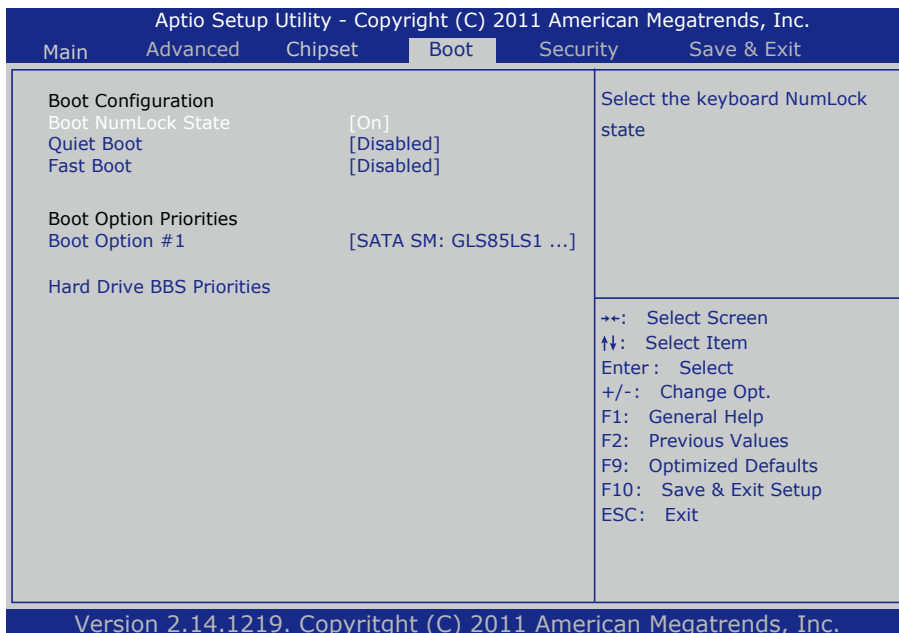 Aptio Setup Utility - Copyright (C) 2011 American Megatrends, Inc.
Main Advanced Chipset Boot Security Save & Exit
Boot Configuration
Boot NumLock State [On]
Quiet Boot [Disabled]
Fast Boot [Disabled]
Boot Option Priorities
Boot Option #1 [SATA SM: GLS85LS1 ...]
Hard Drive BBS Priorities
Select the keyboard NumLock
state
→←: Select Screen
↑↓: Select Item
Enter : Select
+/-: Change Opt.
F1: General Help
F2: Previous Values
F9: Optimized Defaults
F10: Save & Exit Setup
ESC: Exit
Version 2.14.1219. Copyritght (C) 2011 American Megatrends, Inc.